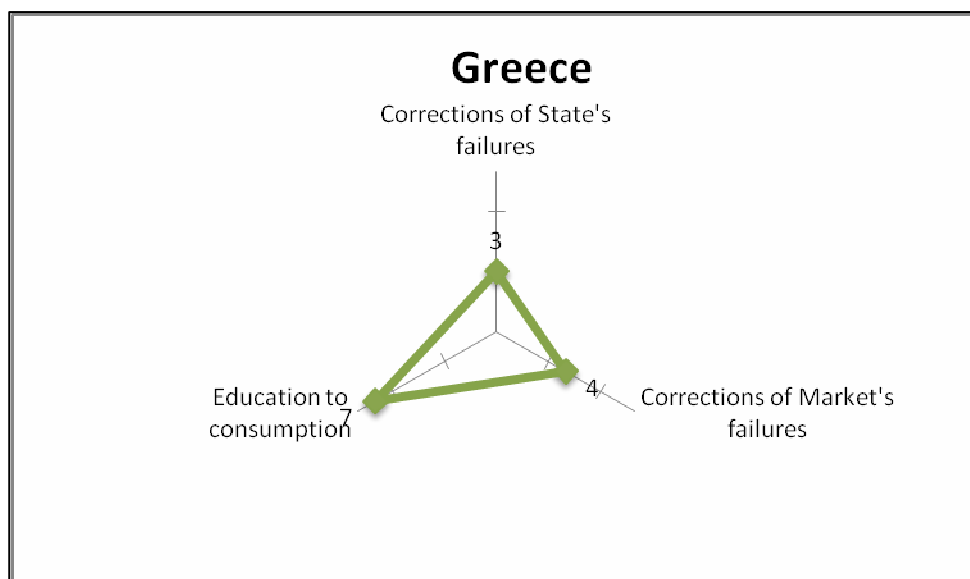 Greece
Corrections of State's
failures
3
4
Corrections of Market's
failures
Education to
consumption
7